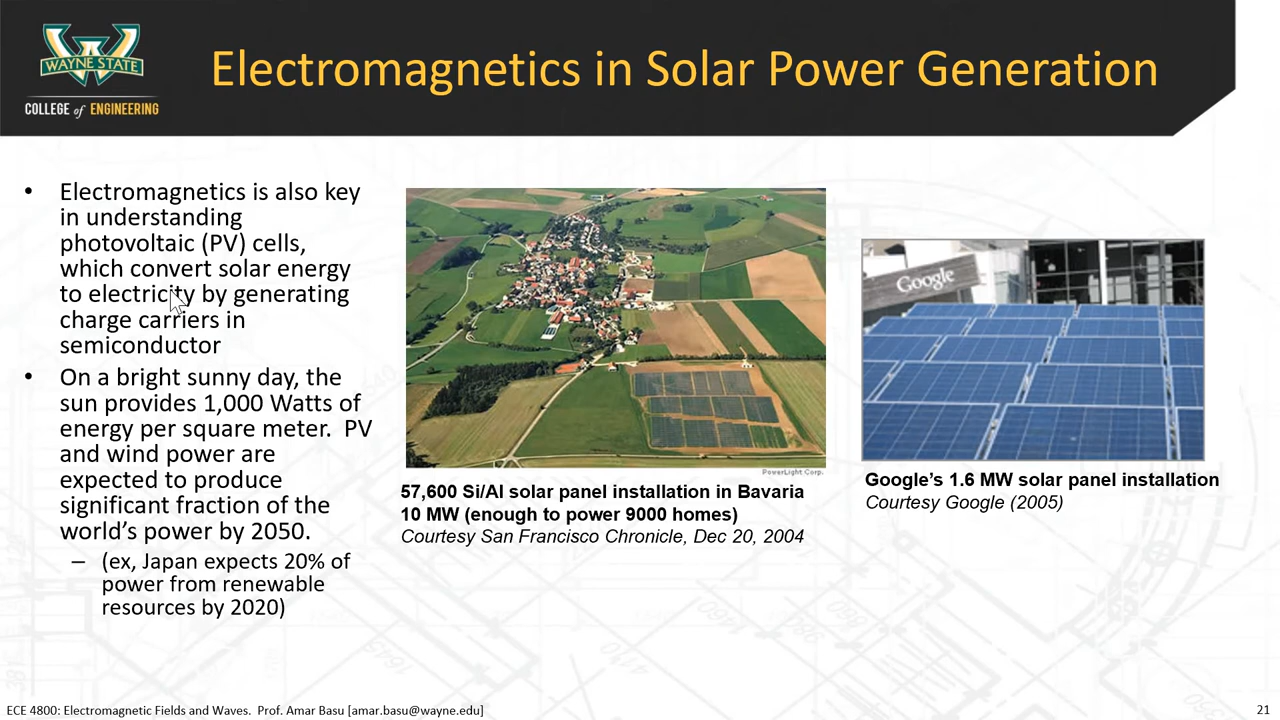 WAYNE STATE
COLLEGE of ENGINEERING
Electromagnetics in Solar Power Generation
• Electromagnetics is also key
in understanding
photovoltaic (PV) cells,
which convert solar energy
to electricity by generating
charge carriers in
semiconductor
• On a bright sunny day, the
sun provides 1,000 Watts of
energy per square meter. PV
and wind power are
expected to produce
significant fraction of the
world's power by 2050.
– (ex, Japan expects 20% of
power from renewable
resources by 2020)
PowerLight Corp.
57,600 Si/Al solar panel installation in Bavaria
10 MW (enough to power 9000 homes)
Courtesy San Francisco Chronicle, Dec 20, 2004
Google
Google's 1.6 MW solar panel installation
Courtesy Google (2005)
ECE 4800: Electromagnetic Fields and Waves. Prof. Amar Basu [amar.basu@wayne.edu]
21